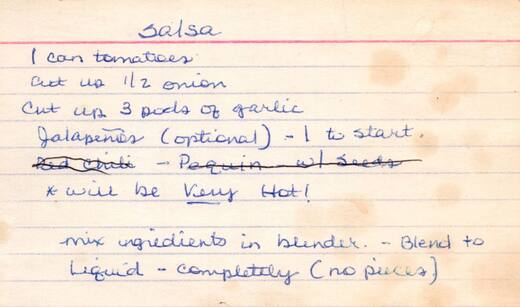 Salsa
1 can tomatoes
Cut up 1/2 onion
Cut up 3 pods of garlic
Jalapeños (optional) - 1 to start.
Red Chili - Pequin w/ seeds
* will be Very Hot!
mix ingredients in blender. - Blend to
Liquid - completely (no pieces)